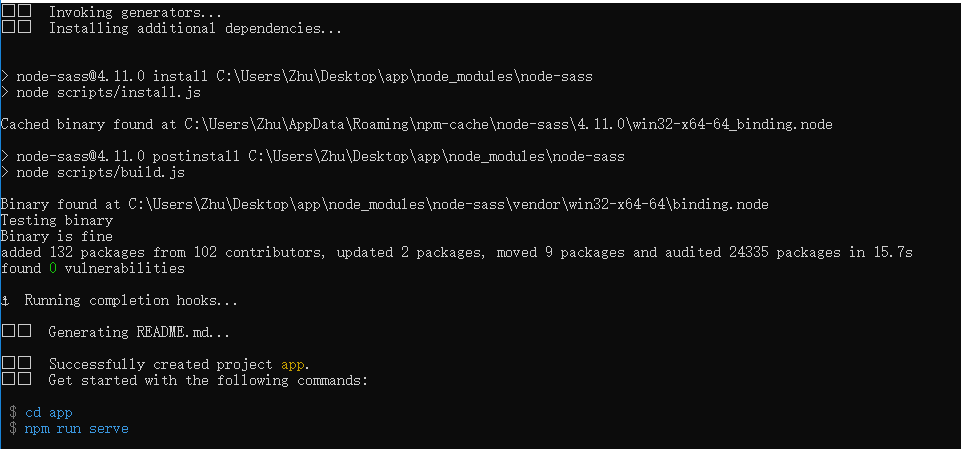 □□ Invoking generators...
□□ Installing additional dependencies...
> node-sass@4.11.0 install C:\Users\Zhu\Desktop\app\node_modules\node-sass
> node scripts/install.js
Cached binary found at C:\Users\Zhu\AppData\Roaming\npm-cache\node-sass\4.11.0\win32-x64-64_binding.node
> node-sass@4.11.0 postinstall C:\Users\Zhu\Desktop\app\node_modules\node-sass
> node scripts/build.js
Binary found at C:\Users\Zhu\Desktop\app\node_modules\node-sass\vendor\win32-x64-64\binding.node
Testing binary
Binary is fine
added 132 packages from 102 contributors, updated 2 packages, moved 9 packages and audited 24335 packages in 15.7s
found 0 vulnerabilities
⚓ Running completion hooks...
□□ Generating README.md...
□□ Successfully created project app.
□□ Get started with the following commands:
$ cd app
$ npm run serve